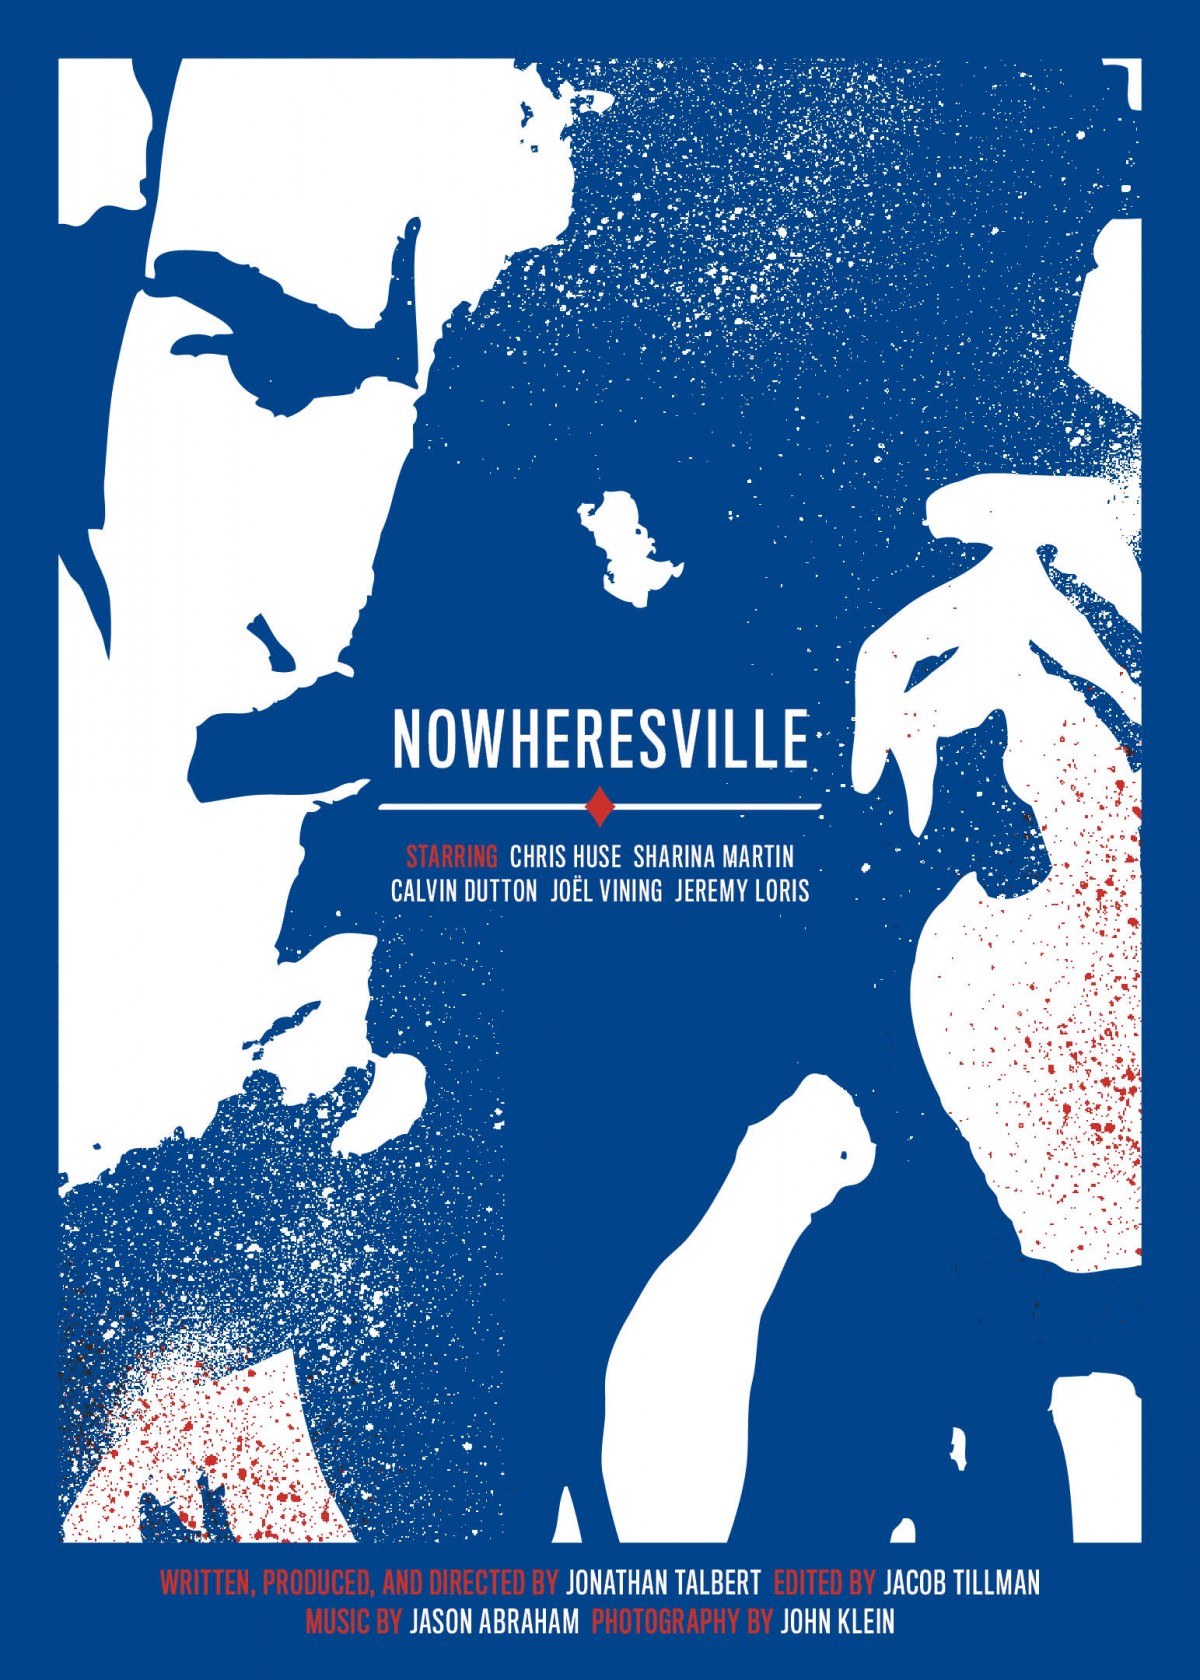 NOWHERESVILLE
STARRING CHRIS HUSE SHARINA MARTIN
CALVIN DUTTON JOËL VINING JEREMY LORIS
WRITTEN, PRODUCED, AND DIRECTED BY JONATHAN TALBERT EDITED BY JACOB TILLMAN
MUSIC BY JASON ABRAHAM PHOTOGRAPHY BY JOHN KLEIN